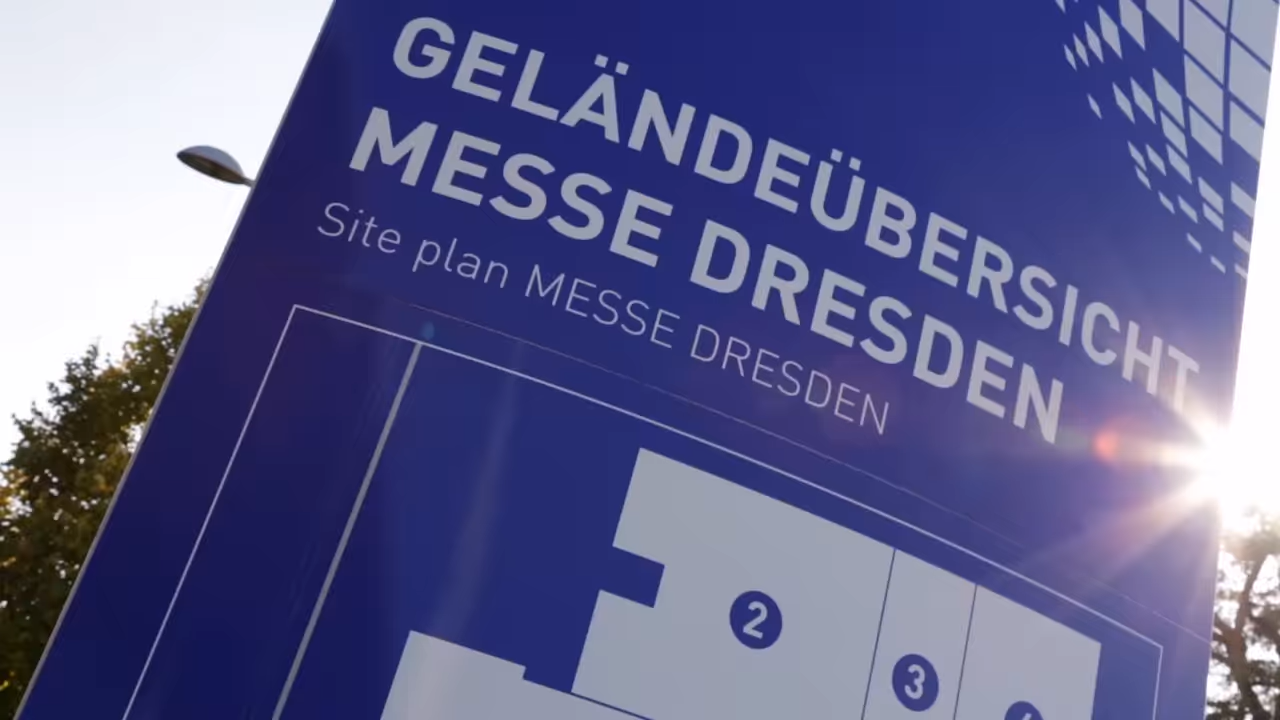 GELÄNDEÜBERSICHT
MESSE DRESDEN
Site plan MESSE DRESDEN
2
3